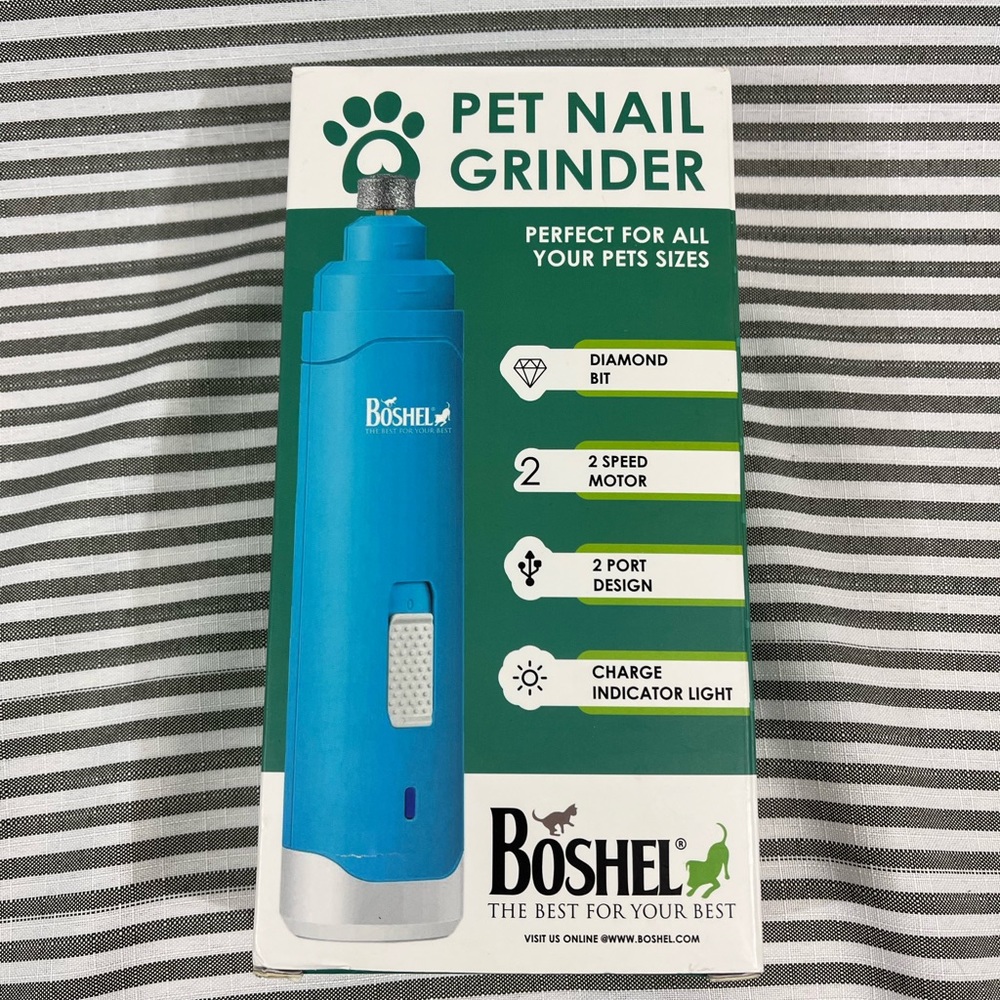 PET NAIL
GRINDER
PERFECT FOR ALL
YOUR PETS SIZES
DIAMOND
BIT
BOSHEL
THE BEST FOR YOUR BEST
2
2 SPEED
MOTOR
2 PORT
DESIGN
CHARGE
INDICATOR LIGHT
BOSHEL®
THE BEST FOR YOUR BEST
VISIT US ONLINE @WWW.BOSHEL.COM